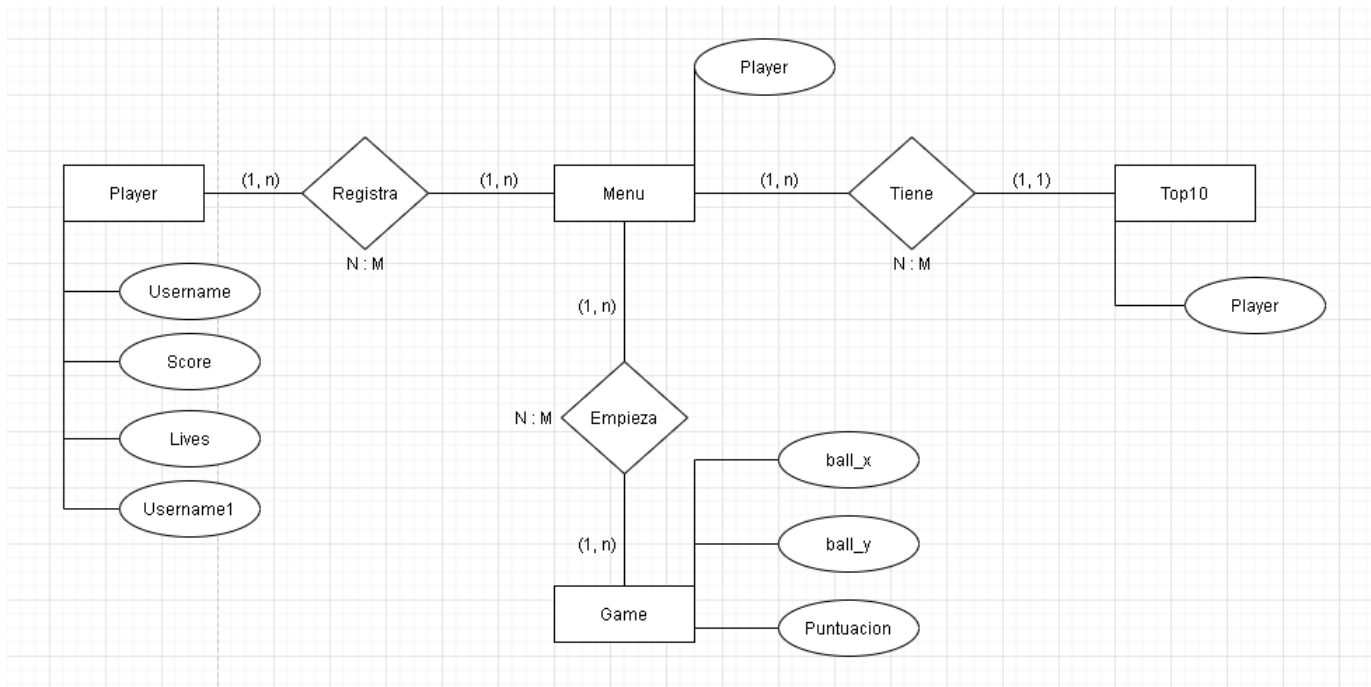 Player
Player
(1, n)
Registra
(1, n)
Menu
(1, n)
Tiene
(1, 1)
Top10
N : M
N : M
Username
(1, n)
Player
Score
N : M
Empieza
Lives
ball_x
Username1
(1, n)
ball_y
Game
Puntuacion